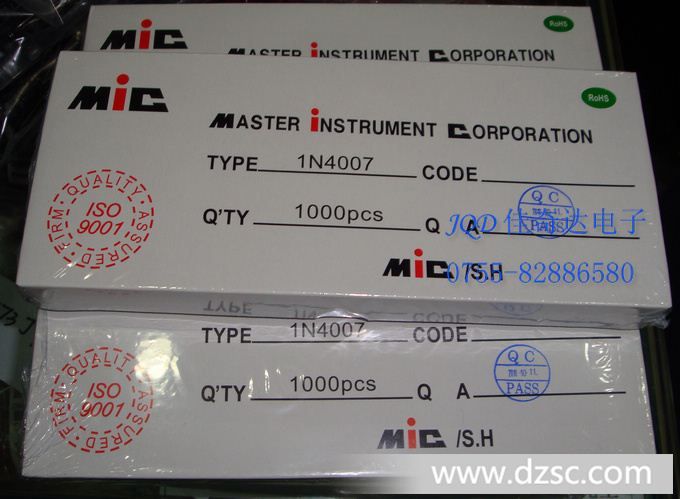 MiC
RoHS
MASTER INSTRUMENT CORPORATION
MiC
RoHS
MASTER INSTRUMENT CORPORATION
TYPE 1N4007 CODE
FIRM · QUALITY · ASSURED
ISO
9001
Q'TY 1000pcs Q A
QC
PASS
JQD 佳奇达电子
MiC /S.H
0755-82886580
TYPE CODE
TYPE 1N4007 CODE
FIRM · QUALITY · ASSURED
ISO
9001
Q'TY 1000pcs Q A
QC
PASS
MiC /S.H
www.dzsc.com